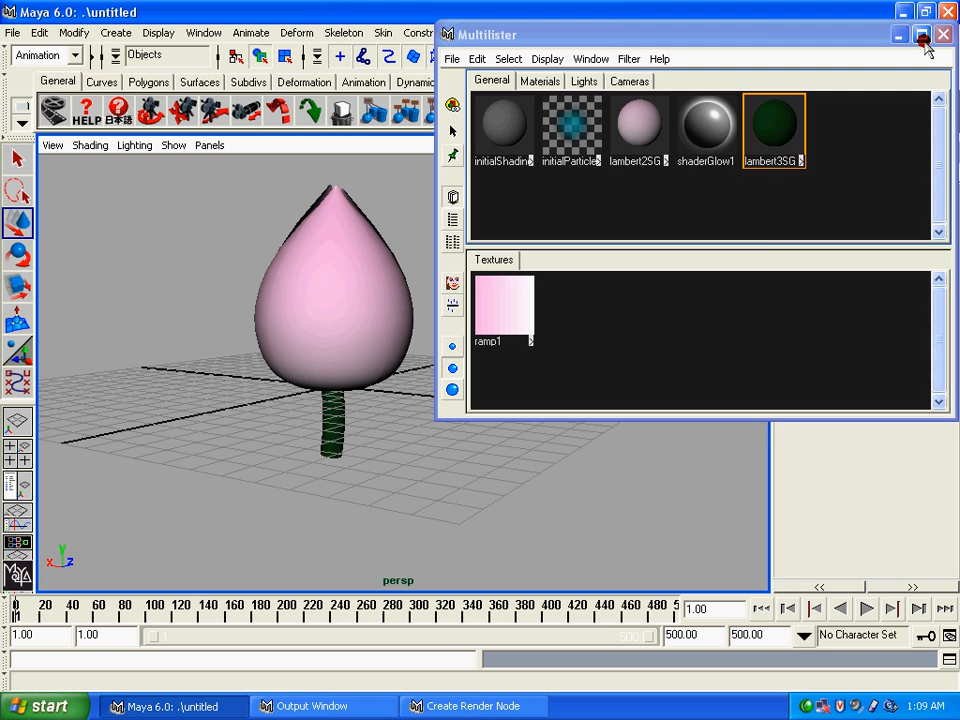 Maya 6.0: .\untitled
File Edit Modify Create Display Window Animate Deform Skeleton Skin Constr
Animation Objects
General Curves Polygons Surfaces Subdivs Deformation Animation Dynamic
HELP 日本語
View Shading Lighting Show Panels
Multilister
File Edit Select Display Window Filter Help
General Materials Lights Cameras
initialShadin initialParticle lambert2SG shaderGlow1 lambert3SG
Textures
ramp1
y
x z
persp
MAYA
0 20 40 60 80 100 120 140 160 180 200 220 240 260 280 300 320 340 360 380 400 420 440 460 480 5
1.00
<< >>
1.00 1.00 1 500 500.00 500.00 No Character Set
start Maya 6.0: .\untitled Output Window Create Render Node 1:09 AM